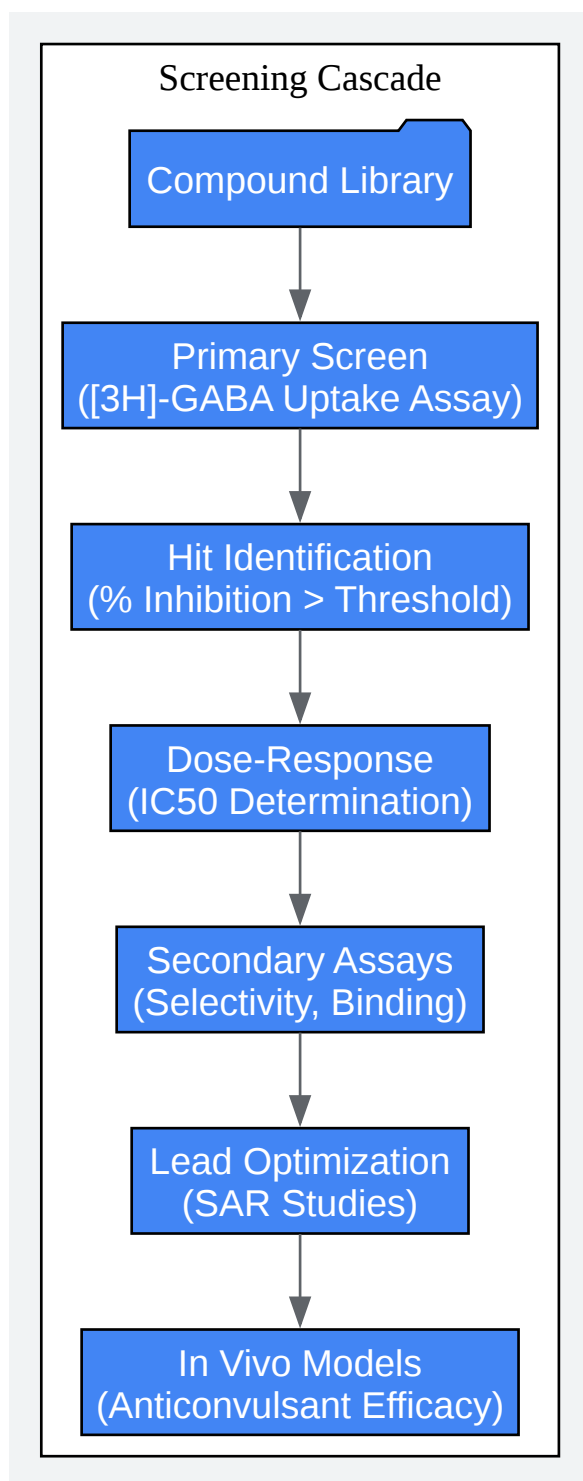 Screening Cascade
Compound Library
Primary Screen
([3H]-GABA Uptake Assay)
Hit Identification
(% Inhibition > Threshold)
Dose-Response
(IC50 Determination)
Secondary Assays
(Selectivity, Binding)
Lead Optimization
(SAR Studies)
In Vivo Models
(Anticonvulsant Efficacy)